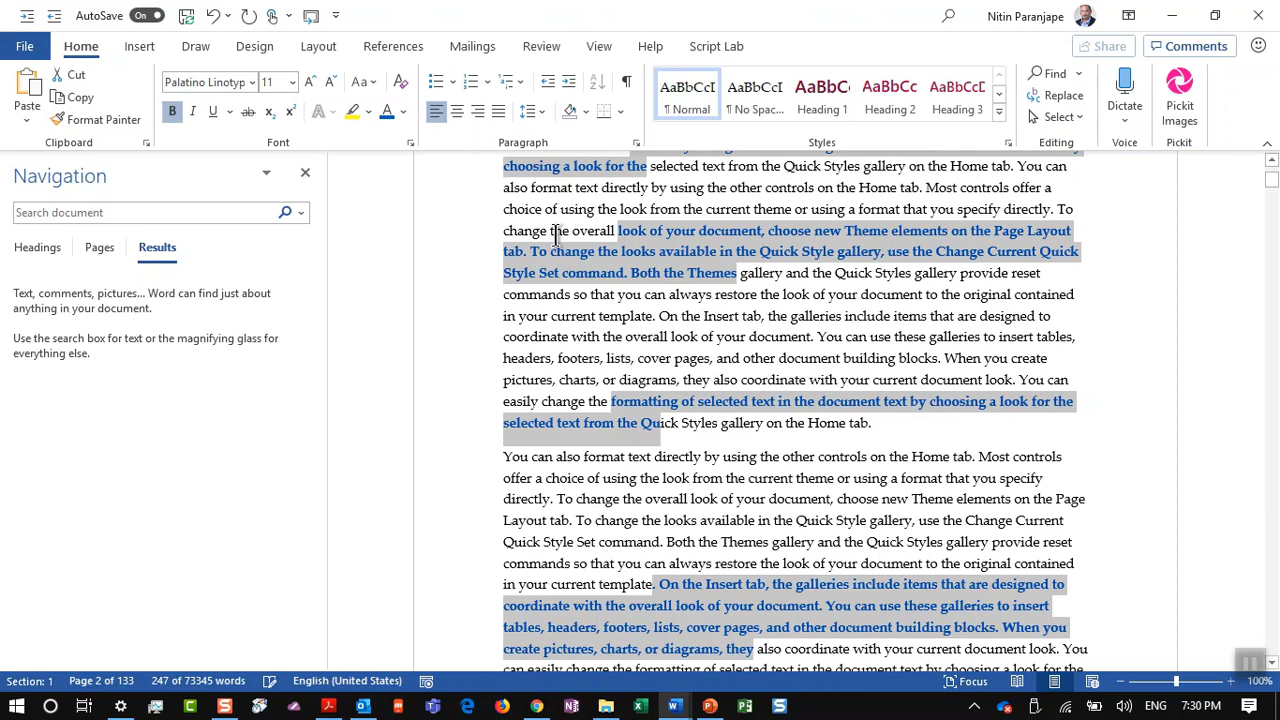 AutoSave On
Nitin Paranjape
File Home Insert Draw Design Layout References Mailings Review View Help Script Lab Share Comments
Paste
Cut
Copy
Format Painter
Clipboard
Palatino Linotyp 11
Font
Paragraph
AaBbCcI
¶ Normal
AaBbCcI
¶ No Spac...
AaBbCc
Heading 1
AaBbCc
Heading 2
AaBbCcD
Heading 3
Styles
Find
Replace
Select
Editing
Dictate
Voice
Pickit Images
Pickit
Navigation
Search document
Headings Pages Results
Text, comments, pictures... Word can find just about
anything in your document.
Use the search box for text or the magnifying glass for
everything else.
choosing a look for the selected text from the Quick Styles gallery on the Home tab. You can
also format text directly by using the other controls on the Home tab. Most controls offer a
choice of using the look from the current theme or using a format that you specify directly. To
change the overall look of your document, choose new Theme elements on the Page Layout
tab. To change the looks available in the Quick Style gallery, use the Change Current Quick
Style Set command. Both the Themes gallery and the Quick Styles gallery provide reset
commands so that you can always restore the look of your document to the original contained
in your current template. On the Insert tab, the galleries include items that are designed to
coordinate with the overall look of your document. You can use these galleries to insert tables,
headers, footers, lists, cover pages, and other document building blocks. When you create
pictures, charts, or diagrams, they also coordinate with your current document look. You can
easily change the formatting of selected text in the document text by choosing a look for the
selected text from the Quick Styles gallery on the Home tab.
You can also format text directly by using the other controls on the Home tab. Most controls
offer a choice of using the look from the current theme or using a format that you specify
directly. To change the overall look of your document, choose new Theme elements on the Page
Layout tab. To change the looks available in the Quick Style gallery, use the Change Current
Quick Style Set command. Both the Themes gallery and the Quick Styles gallery provide reset
commands so that you can always restore the look of your document to the original contained
in your current template. On the Insert tab, the galleries include items that are designed to
coordinate with the overall look of your document. You can use these galleries to insert
tables, headers, footers, lists, cover pages, and other document building blocks. When you
create pictures, charts, or diagrams, they also coordinate with your current document look. You
can easily change the formatting of selected text in the document text by choosing a look for the
Section: 1 Page 2 of 133 247 of 73345 words English (United States) Focus 100%
ENG 7:30 PM